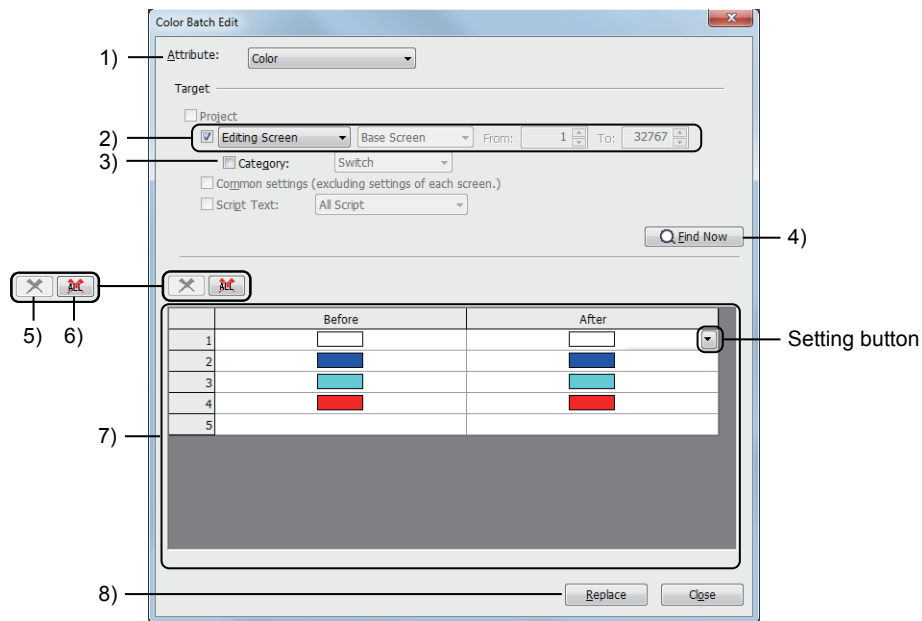 Color Batch Edit
1)
Attribute:
Color
Target
Project
2)
Editing Screen
Base Screen
From:
1
To:
32767
3)
Category:
Switch
Common settings (excluding settings of each screen.)
Script Text:
All Script
Find Now
4)
ALL
ALL
5)
6)
Before
After
1
Setting button
2
3
4
5
7)
8)
Replace
Close